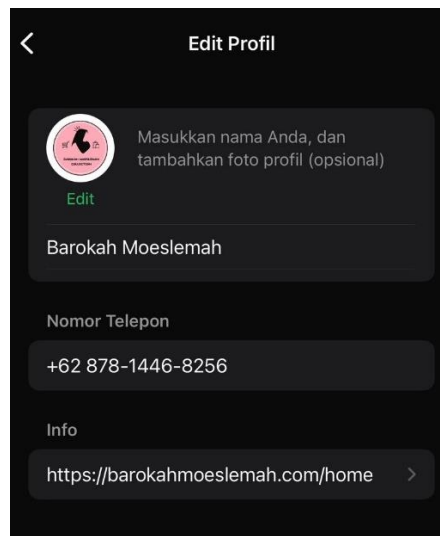 Edit Profil
Masukkan nama Anda, dan
tambahkan foto profil (opsional)
Edit
Barokah Moeslemah
Nomor Telepon
+62 878-1446-8256
Info
https://barokahmoeslemah.com/home